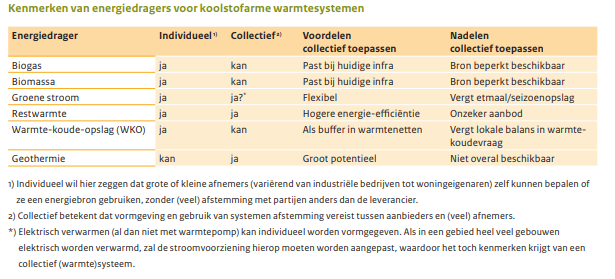 Kenmerken van energiedragers voor koolstofarme warmtesystemen
Energiedrager Individueel 1) Collectief 2) Voordelen collectief toepassen Nadelen collectief toepassen
Biogas ja kan Past bij huidige infra Bron beperkt beschikbaar
Biomassa ja kan Past bij huidige infra Bron beperkt beschikbaar
Groene stroom ja ja?* Flexibel Vergt etmaal/seizoenopslag
Restwarmte ja ja Hogere energie-efficiëntie Onzeker aanbod
Warmte-koude-opslag (WKO) ja kan Als buffer in warmtenetten Vergt lokale balans in warmte-
koudevraag
Geothermie kan ja Groot potentieel Niet overal beschikbaar
1) Individueel wil hier zeggen dat grote of kleine afnemers (variërend van industriële bedrijven tot woningeigenaren) zelf kunnen bepalen of
ze een energiebron gebruiken, zonder (veel) afstemming met partijen anders dan de leverancier.
2) Collectief betekent dat vormgeving en gebruik van systemen afstemming vereist tussen aanbieders en (veel) afnemers.
*) Elektrisch verwarmen (al dan niet met warmtepomp) kan individueel worden vormgegeven. Als in een gebied heel veel gebouwen
elektrisch worden verwarmd, zal de stroomvoorziening hierop moeten worden aangepast, waardoor het toch kenmerken krijgt van een
collectief (warmte)systeem.